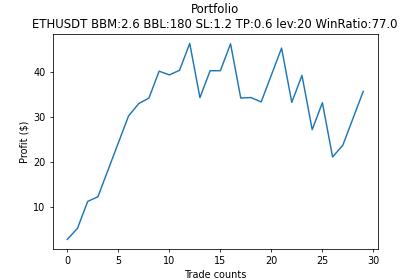 Portfolio
ETHUSDT BBM:2.6 BBL:180 SL:1.2 TP:0.6 lev:20 WinRatio:77.0
40
30
20
10
Profit ($)
0 5 10 15 20 25 30
Trade counts